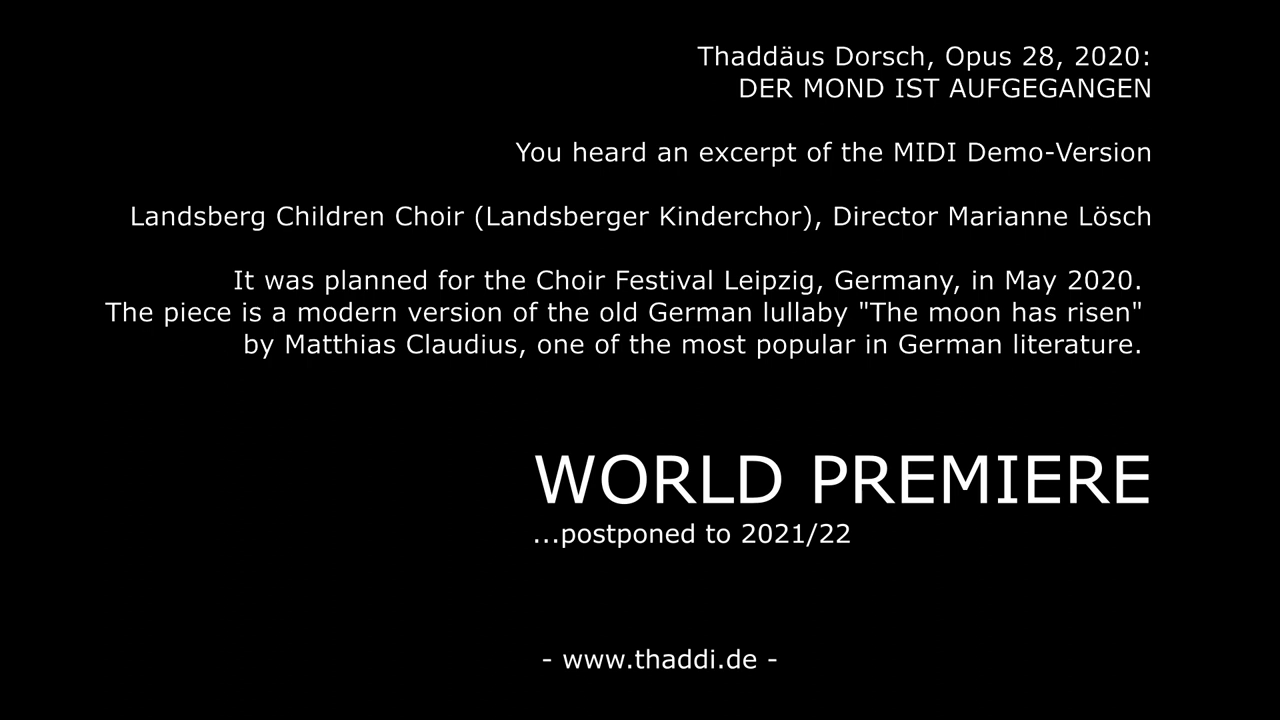 Thaddäus Dorsch, Opus 28, 2020:
DER MOND IST AUFGEGANGEN
You heard an excerpt of the MIDI Demo-Version
Landsberg Children Choir (Landsberger Kinderchor), Director Marianne Lösch
It was planned for the Choir Festival Leipzig, Germany, in May 2020.
The piece is a modern version of the old German lullaby "The moon has risen"
by Matthias Claudius, one of the most popular in German literature.
WORLD PREMIERE
...postponed to 2021/22
- www.thaddi.de -